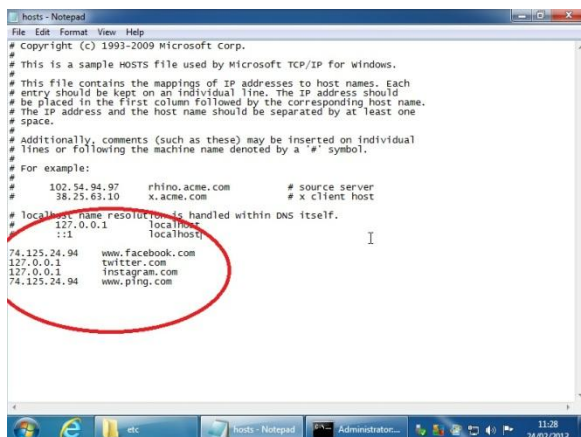 hosts - Notepad
File Edit Format View Help
# Copyright (c) 1993-2009 Microsoft Corp.
#
# This is a sample HOSTS file used by Microsoft TCP/IP for Windows.
#
# This file contains the mappings of IP addresses to host names. Each
# entry should be kept on an individual line. The IP address should
# be placed in the first column followed by the corresponding host name.
# The IP address and the host name should be separated by at least one
# space.
#
# Additionally, comments (such as these) may be inserted on individual
# lines or following the machine name denoted by a '#' symbol.
#
# For example:
#
# 102.54.94.97 rhino.acme.com # source server
# 38.25.63.10 x.acme.com # x client host
# localhost name resolution is handled within DNS itself.
# 127.0.0.1 localhost
# ::1 localhost
74.125.24.94 www.facebook.com
127.0.0.1 twitter.com
127.0.0.1 instagram.com
74.125.24.94 www.ping.com
etc hosts - Notepad Administrator:... 11:28
24/02/2013